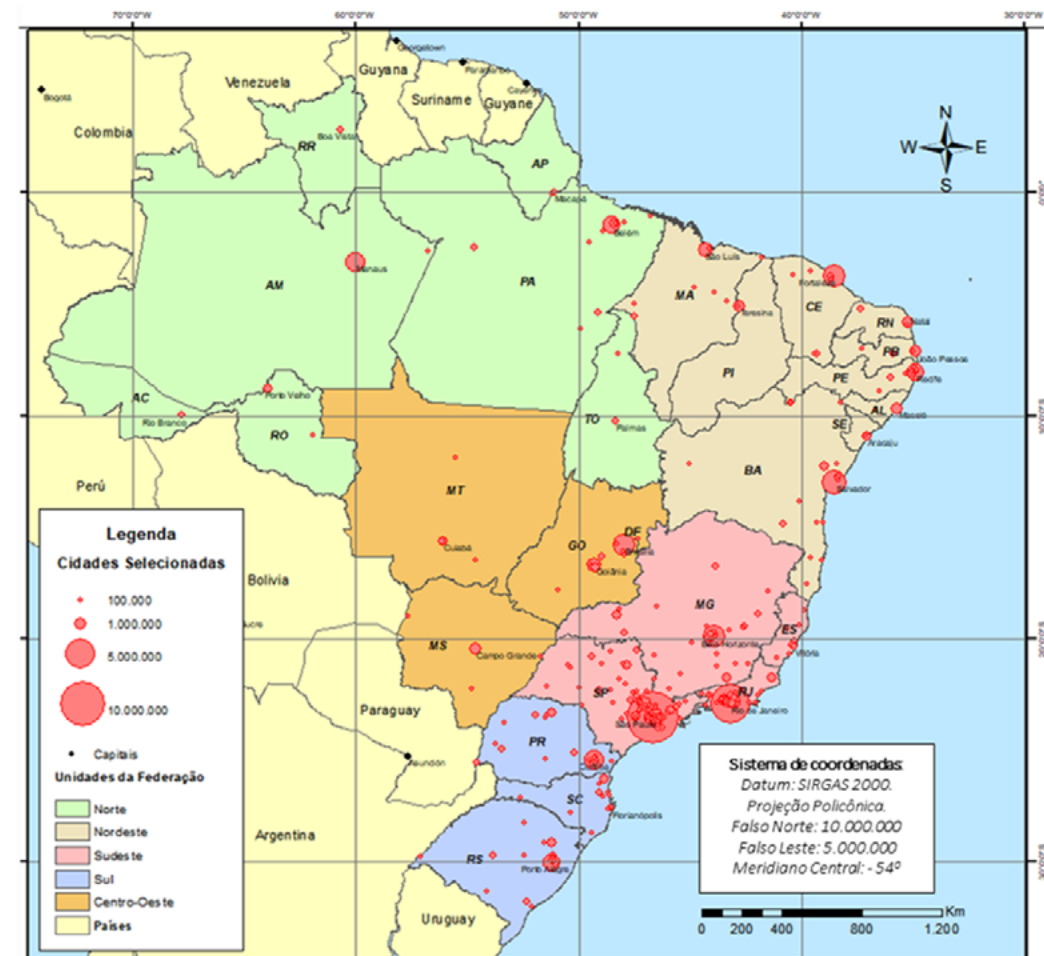 70°0'0"W
60°0'0"W
50°0'0"W
40°0'0"W
30°0'0"W
Georgetown
Paramaribo
Cayenne
Bogotá
Venezuela
Guyana
Suriname
Guyane
Colombia
N
W
E
S
Boa Vista
RR
AP
Macapá
Belém
São Luís
Manaus
AM
PA
MA
Fortaleza
CE
Teresina
RN
Natal
PB
João Pessoa
PI
PE
Recife
AC
Rio Branco
Porto Velho
RO
TO
Palmas
AL
Maceió
SE
Aracaju
Perú
MT
BA
Salvador
Cuiabá
GO
DF
Brasília
Goiânia
Bolivia
MG
ES
Belo Horizonte
Vitória
MS
Campo Grande
SP
RJ
São Paulo
Rio de Janeiro
Paraguay
Asunción
PR
Curitiba
SC
Florianópolis
Argentina
RS
Porto Alegre
Uruguay
Legenda
Cidades Selecionadas
100.000
1.000.000
5.000.000
10.000.000
Capitais
Unidades da Federação
Norte
Nordeste
Sudeste
Sul
Centro-Oeste
Países
Sistema de coordenadas:
Datum: SIRGAS 2000.
Projeção Policônica.
Falso Norte: 10.000.000
Falso Leste: 5.000.000
Meridiano Central: - 54º
Km
0 200 400 800 1.200